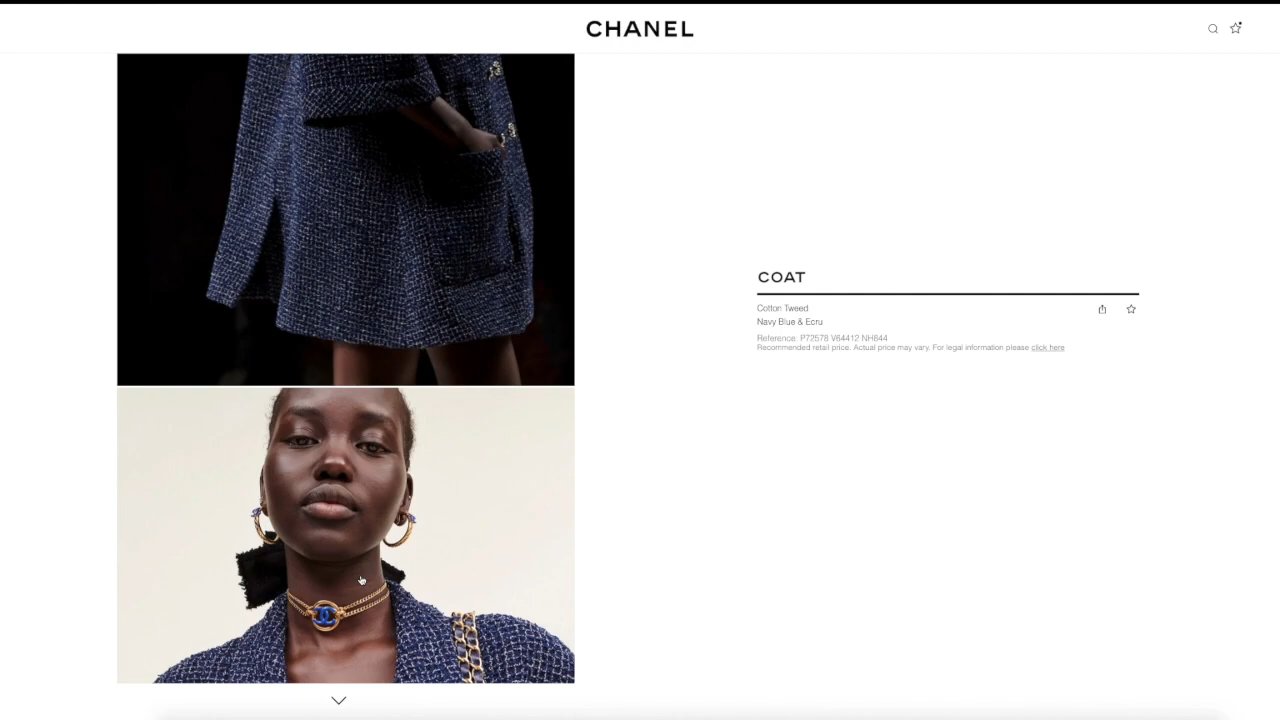 CHANEL
COAT
Cotton Tweed
Navy Blue & Ecru
Reference: P72578 V64412 NH644
Recommended retail price. Actual price may vary. For legal information please click here